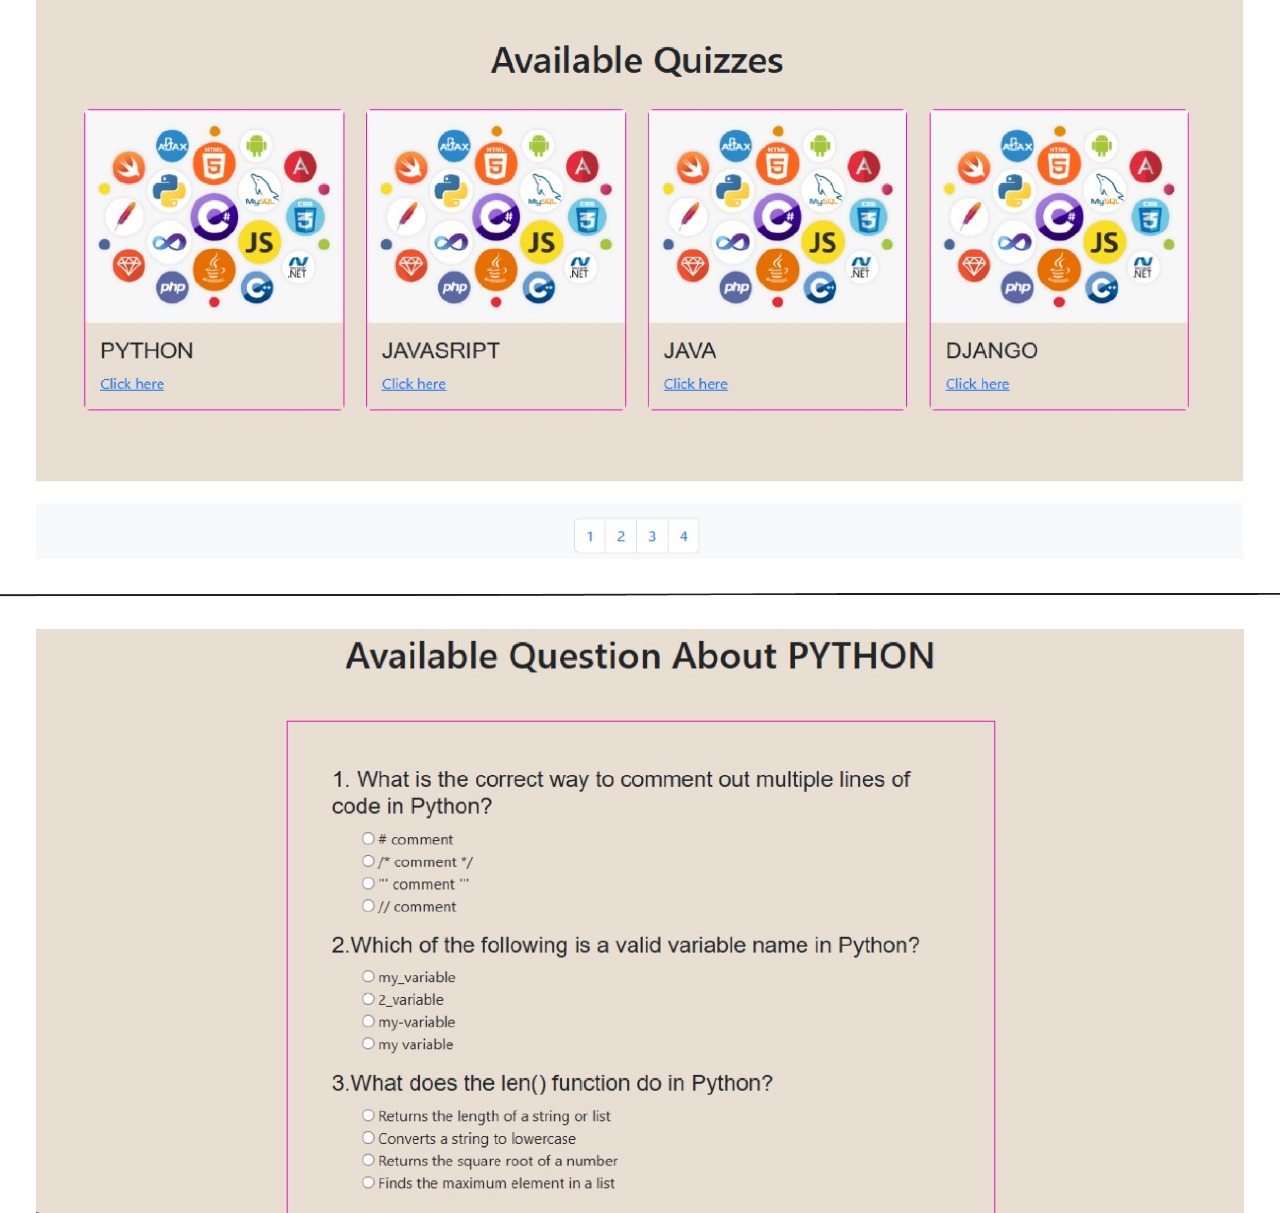 Available Quizzes
AJAX
HTML
5
A
MySQL
CSS
3
C#
JS
.NET
php
C++
AJAX
HTML
5
A
MySQL
CSS
3
C#
JS
.NET
php
C++
AJAX
HTML
5
A
MySQL
CSS
3
C#
JS
.NET
php
C++
AJAX
HTML
5
A
MySQL
CSS
3
C#
JS
.NET
php
C++
PYTHON
JAVASRIPT
JAVA
DJANGO
Click here
Click here
Click here
Click here
1 2 3 4
Available Question About PYTHON
1. What is the correct way to comment out multiple lines of
code in Python?
# comment
/* comment */
''' comment '''
// comment
2.Which of the following is a valid variable name in Python?
my_variable
2_variable
my-variable
my variable
3.What does the len() function do in Python?
Returns the length of a string or list
Converts a string to lowercase
Returns the square root of a number
Finds the maximum element in a list